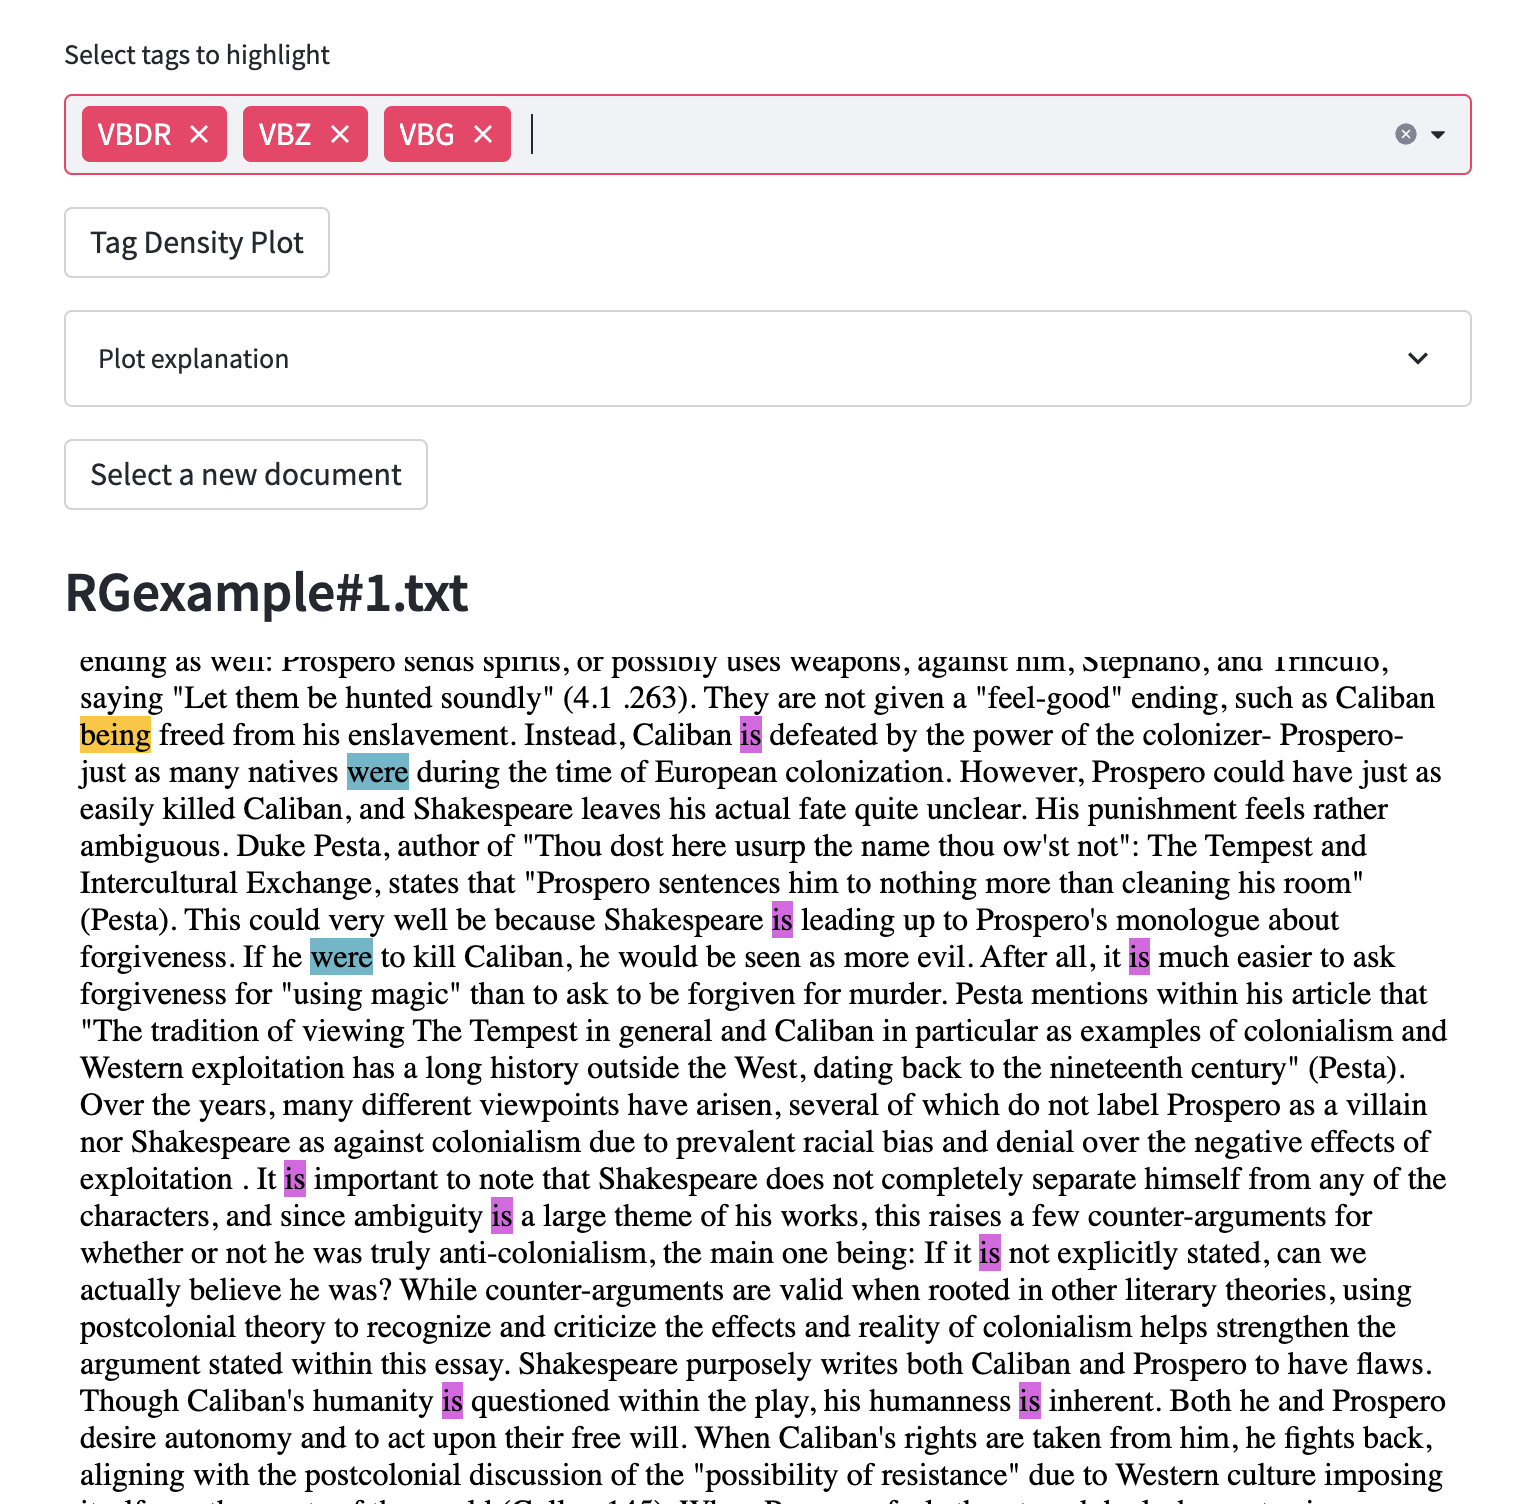 Select tags to highlight
VBDR × VBZ × VBG ×
Tag Density Plot
Plot explanation
Select a new document
RGexample#1.txt
ending as well: Prospero sends spirits, or possibly uses weapons, against him, Stephano, and Trinculo,
saying "Let them be hunted soundly" (4.1 .263). They are not given a "feel-good" ending, such as Caliban
being freed from his enslavement. Instead, Caliban is defeated by the power of the colonizer- Prospero-
just as many natives were during the time of European colonization. However, Prospero could have just as
easily killed Caliban, and Shakespeare leaves his actual fate quite unclear. His punishment feels rather
ambiguous. Duke Pesta, author of "Thou dost here usurp the name thou ow'st not": The Tempest and
Intercultural Exchange, states that "Prospero sentences him to nothing more than cleaning his room"
(Pesta). This could very well be because Shakespeare is leading up to Prospero's monologue about
forgiveness. If he were to kill Caliban, he would be seen as more evil. After all, it is much easier to ask
forgiveness for "using magic" than to ask to be forgiven for murder. Pesta mentions within his article that
"The tradition of viewing The Tempest in general and Caliban in particular as examples of colonialism and
Western exploitation has a long history outside the West, dating back to the nineteenth century" (Pesta).
Over the years, many different viewpoints have arisen, several of which do not label Prospero as a villain
nor Shakespeare as against colonialism due to prevalent racial bias and denial over the negative effects of
exploitation . It is important to note that Shakespeare does not completely separate himself from any of the
characters, and since ambiguity is a large theme of his works, this raises a few counter-arguments for
whether or not he was truly anti-colonialism, the main one being: If it is not explicitly stated, can we
actually believe he was? While counter-arguments are valid when rooted in other literary theories, using
postcolonial theory to recognize and criticize the effects and reality of colonialism helps strengthen the
argument stated within this essay. Shakespeare purposely writes both Caliban and Prospero to have flaws.
Though Caliban's humanity is questioned within the play, his humanness is inherent. Both he and Prospero
desire autonomy and to act upon their free will. When Caliban's rights are taken from him, he fights back,
aligning with the postcolonial discussion of the "possibility of resistance" due to Western culture imposing